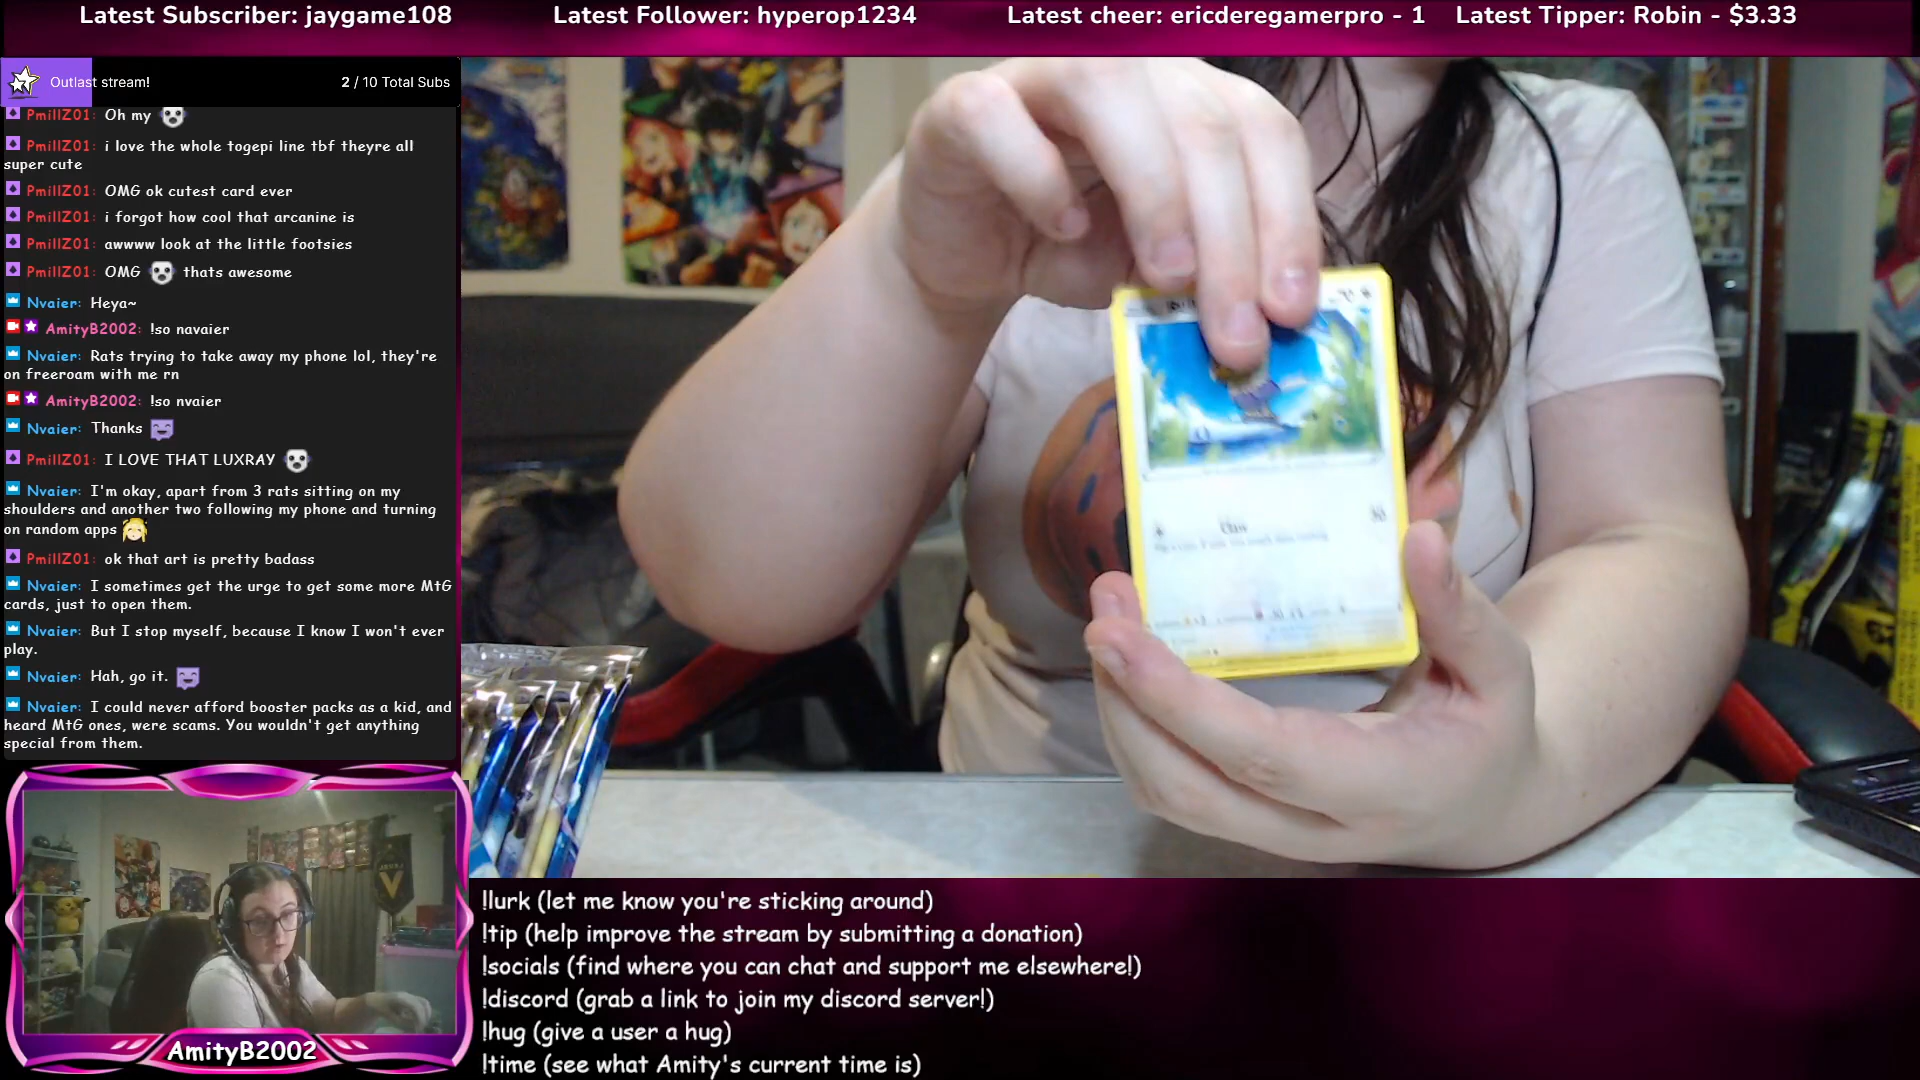 Latest Subscriber: jaygame108
Latest Follower: hyperop1234
Latest cheer: ericderegamerpro - 1
Latest Tipper: Robin - $3.33
Outlast stream!
2 / 10 Total Subs
PmillZ01: Oh my
PmillZ01: i love the whole togepi line tbf theyre all
super cute
PmillZ01: OMG ok cutest card ever
PmillZ01: i forgot how cool that arcanine is
PmillZ01: awwww look at the little footsies
PmillZ01: OMG thats awesome
Nvaier: Heya~
AmityB2002: !so navaier
Nvaier: Rats trying to take away my phone lol, they're
on freeroam with me rn
AmityB2002: !so nvaier
Nvaier: Thanks
PmillZ01: I LOVE THAT LUXRAY
Nvaier: I'm okay, apart from 3 rats sitting on my
shoulders and another two following my phone and turning
on random apps
PmillZ01: ok that art is pretty badass
Nvaier: I sometimes get the urge to get some more MtG
cards, just to open them.
Nvaier: But I stop myself, because I know I won't ever
play.
Nvaier: Hah, go it.
Nvaier: I could never afford booster packs as a kid, and
heard MtG ones, were scams. You wouldn't get anything
special from them.
Claw
AmityB2002
!lurk (let me know you're sticking around)
!tip (help improve the stream by submitting a donation)
!socials (find where you can chat and support me elsewhere!)
!discord (grab a link to join my discord server!)
!hug (give a user a hug)
!time (see what Amity's current time is)